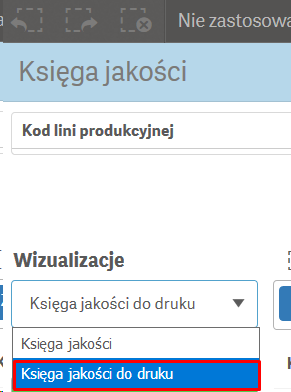 Nie zastosowa
Księga jakości
Kod lini produkcyjnej
Wizualizacje
Księga jakości do druku
Księga jakości
Księga jakości do druku